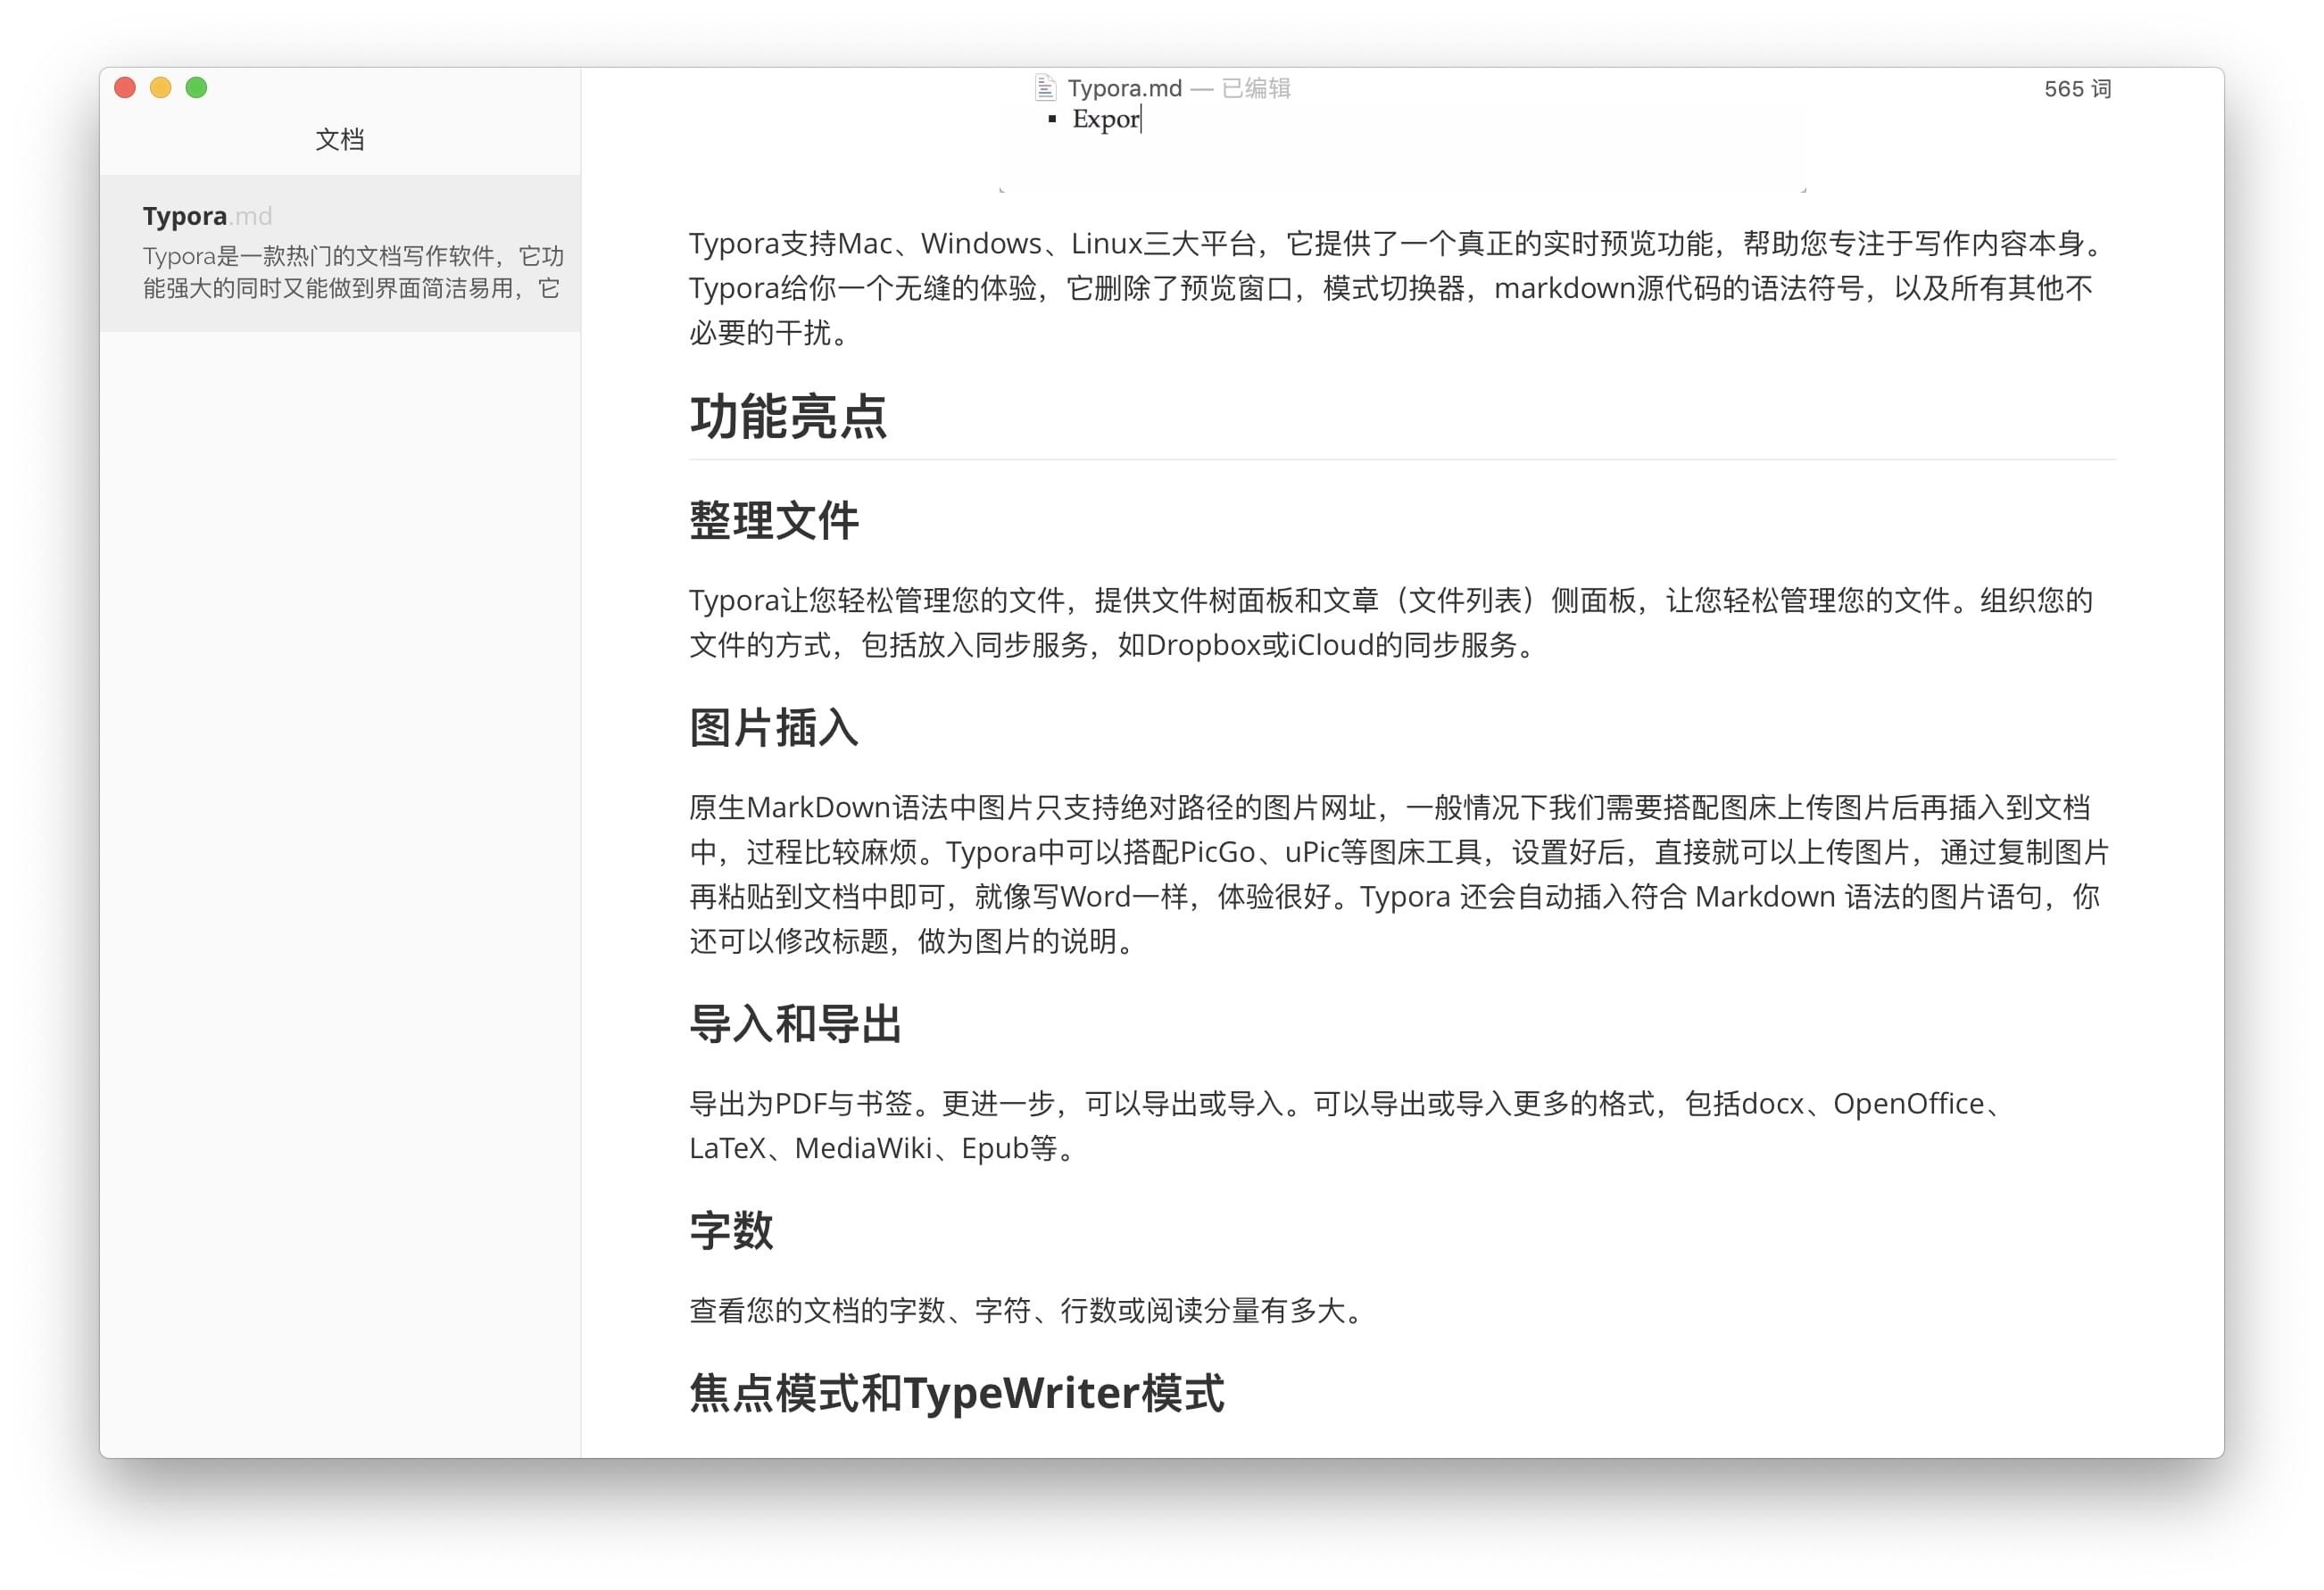 Typora.md — 已编辑
565 词
▪ Expor
文档
Typora.md
Typora是一款热门的文档写作软件，它功
能强大的同时又能做到界面简洁易用，它
Typora支持Mac、Windows、Linux三大平台，它提供了一个真正的实时预览功能，帮助您专注于写作内容本身。
Typora给你一个无缝的体验，它删除了预览窗口，模式切换器，markdown源代码的语法符号，以及所有其他不
必要的干扰。
功能亮点
整理文件
Typora让您轻松管理您的文件，提供文件树面板和文章（文件列表）侧面板，让您轻松管理您的文件。组织您的
文件的方式，包括放入同步服务，如Dropbox或iCloud的同步服务。
图片插入
原生MarkDown语法中图片只支持绝对路径的图片网址，一般情况下我们需要搭配图床上传图片后再插入到文档
中，过程比较麻烦。Typora中可以搭配PicGo、uPic等图床工具，设置好后，直接就可以上传图片，通过复制图片
再粘贴到文档中即可，就像写Word一样，体验很好。Typora 还会自动插入符合 Markdown 语法的图片语句，你
还可以修改标题，做为图片的说明。
导入和导出
导出为PDF与书签。更进一步，可以导出或导入。可以导出或导入更多的格式，包括docx、OpenOffice、
LaTeX、MediaWiki、Epub等。
字数
查看您的文档的字数、字符、行数或阅读分量有多大。
焦点模式和TypeWriter模式